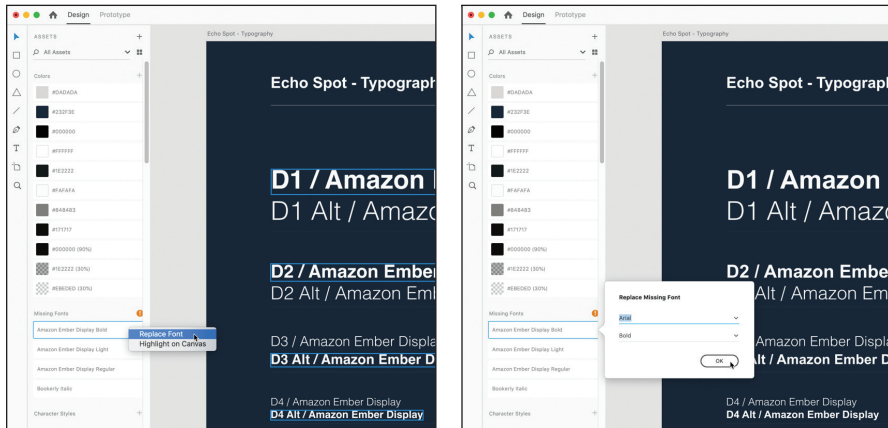 Design Prototype
ASSETS
All Assets
Colors
#DADADA
#232F3E
#000000
#FFFFFF
#1E2222
#FAFAFA
#848483
#171717
#000000 (90%)
#1E2222 (30%)
#EBEDED (30%)
Missing Fonts
Amazon Ember Display Bold
Amazon Ember Display Light
Amazon Ember Display Regular
Bookerly Italic
Character Styles
Replace Font
Highlight on Canvas
Echo Spot - Typography
Echo Spot - Typograph
D1 / Amazon
D1 Alt / Amazo
D2 / Amazon Ember
D2 Alt / Amazon Em
D3 / Amazon Ember Displa
D3 Alt / Amazon Ember D
D4 / Amazon Ember Display
D4 Alt / Amazon Ember Display
Design Prototype
ASSETS
All Assets
Colors
#DADADA
#232F3E
#000000
#FFFFFF
#1E2222
#FAFAFA
#848483
#171717
#000000 (90%)
#1E2222 (30%)
#EBEDED (30%)
Missing Fonts
Amazon Ember Display Bold
Amazon Ember Display Light
Amazon Ember Display Regular
Bookerly Italic
Character Styles
Echo Spot - Typography
Echo Spot - Typograph
D1 / Amazon
D1 Alt / Amazo
D2 / Amazon Embe
Alt / Amazon Em
Replace Missing Font
Arial
Bold
OK
Amazon Ember Displa
lt / Amazon Ember D
D4 / Amazon Ember Display
D4 Alt / Amazon Ember Display